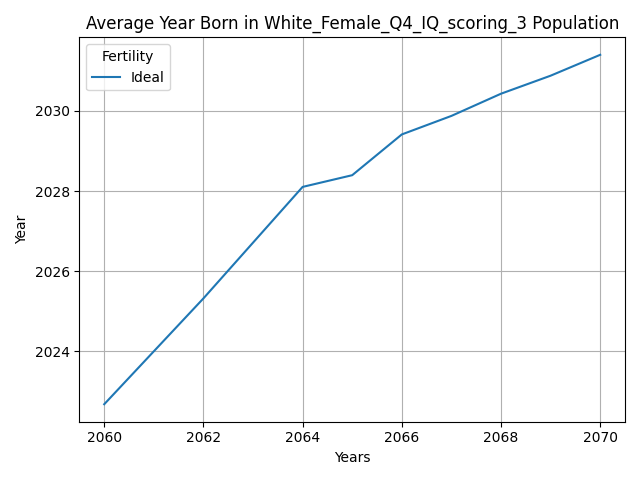 Average Year Born in White_Female_Q4_IQ_scoring_3 Population
Fertility
Ideal
2030
2028
2026
2024
Year
2060 2062 2064 2066 2068 2070
Years